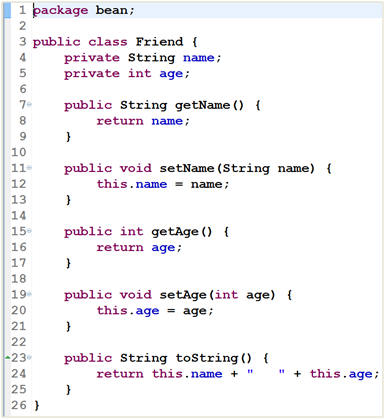 1 package bean;
2
3 public class Friend {
4     private String name;
5     private int age;
6
7     public String getName() {
8         return name;
9     }
10
11     public void setName(String name) {
12         this.name = name;
13     }
14
15     public int getAge() {
16         return age;
17     }
18
19     public void setAge(int age) {
20         this.age = age;
21     }
22
23     public String toString() {
24         return this.name + "   " + this.age;
25     }
26 }